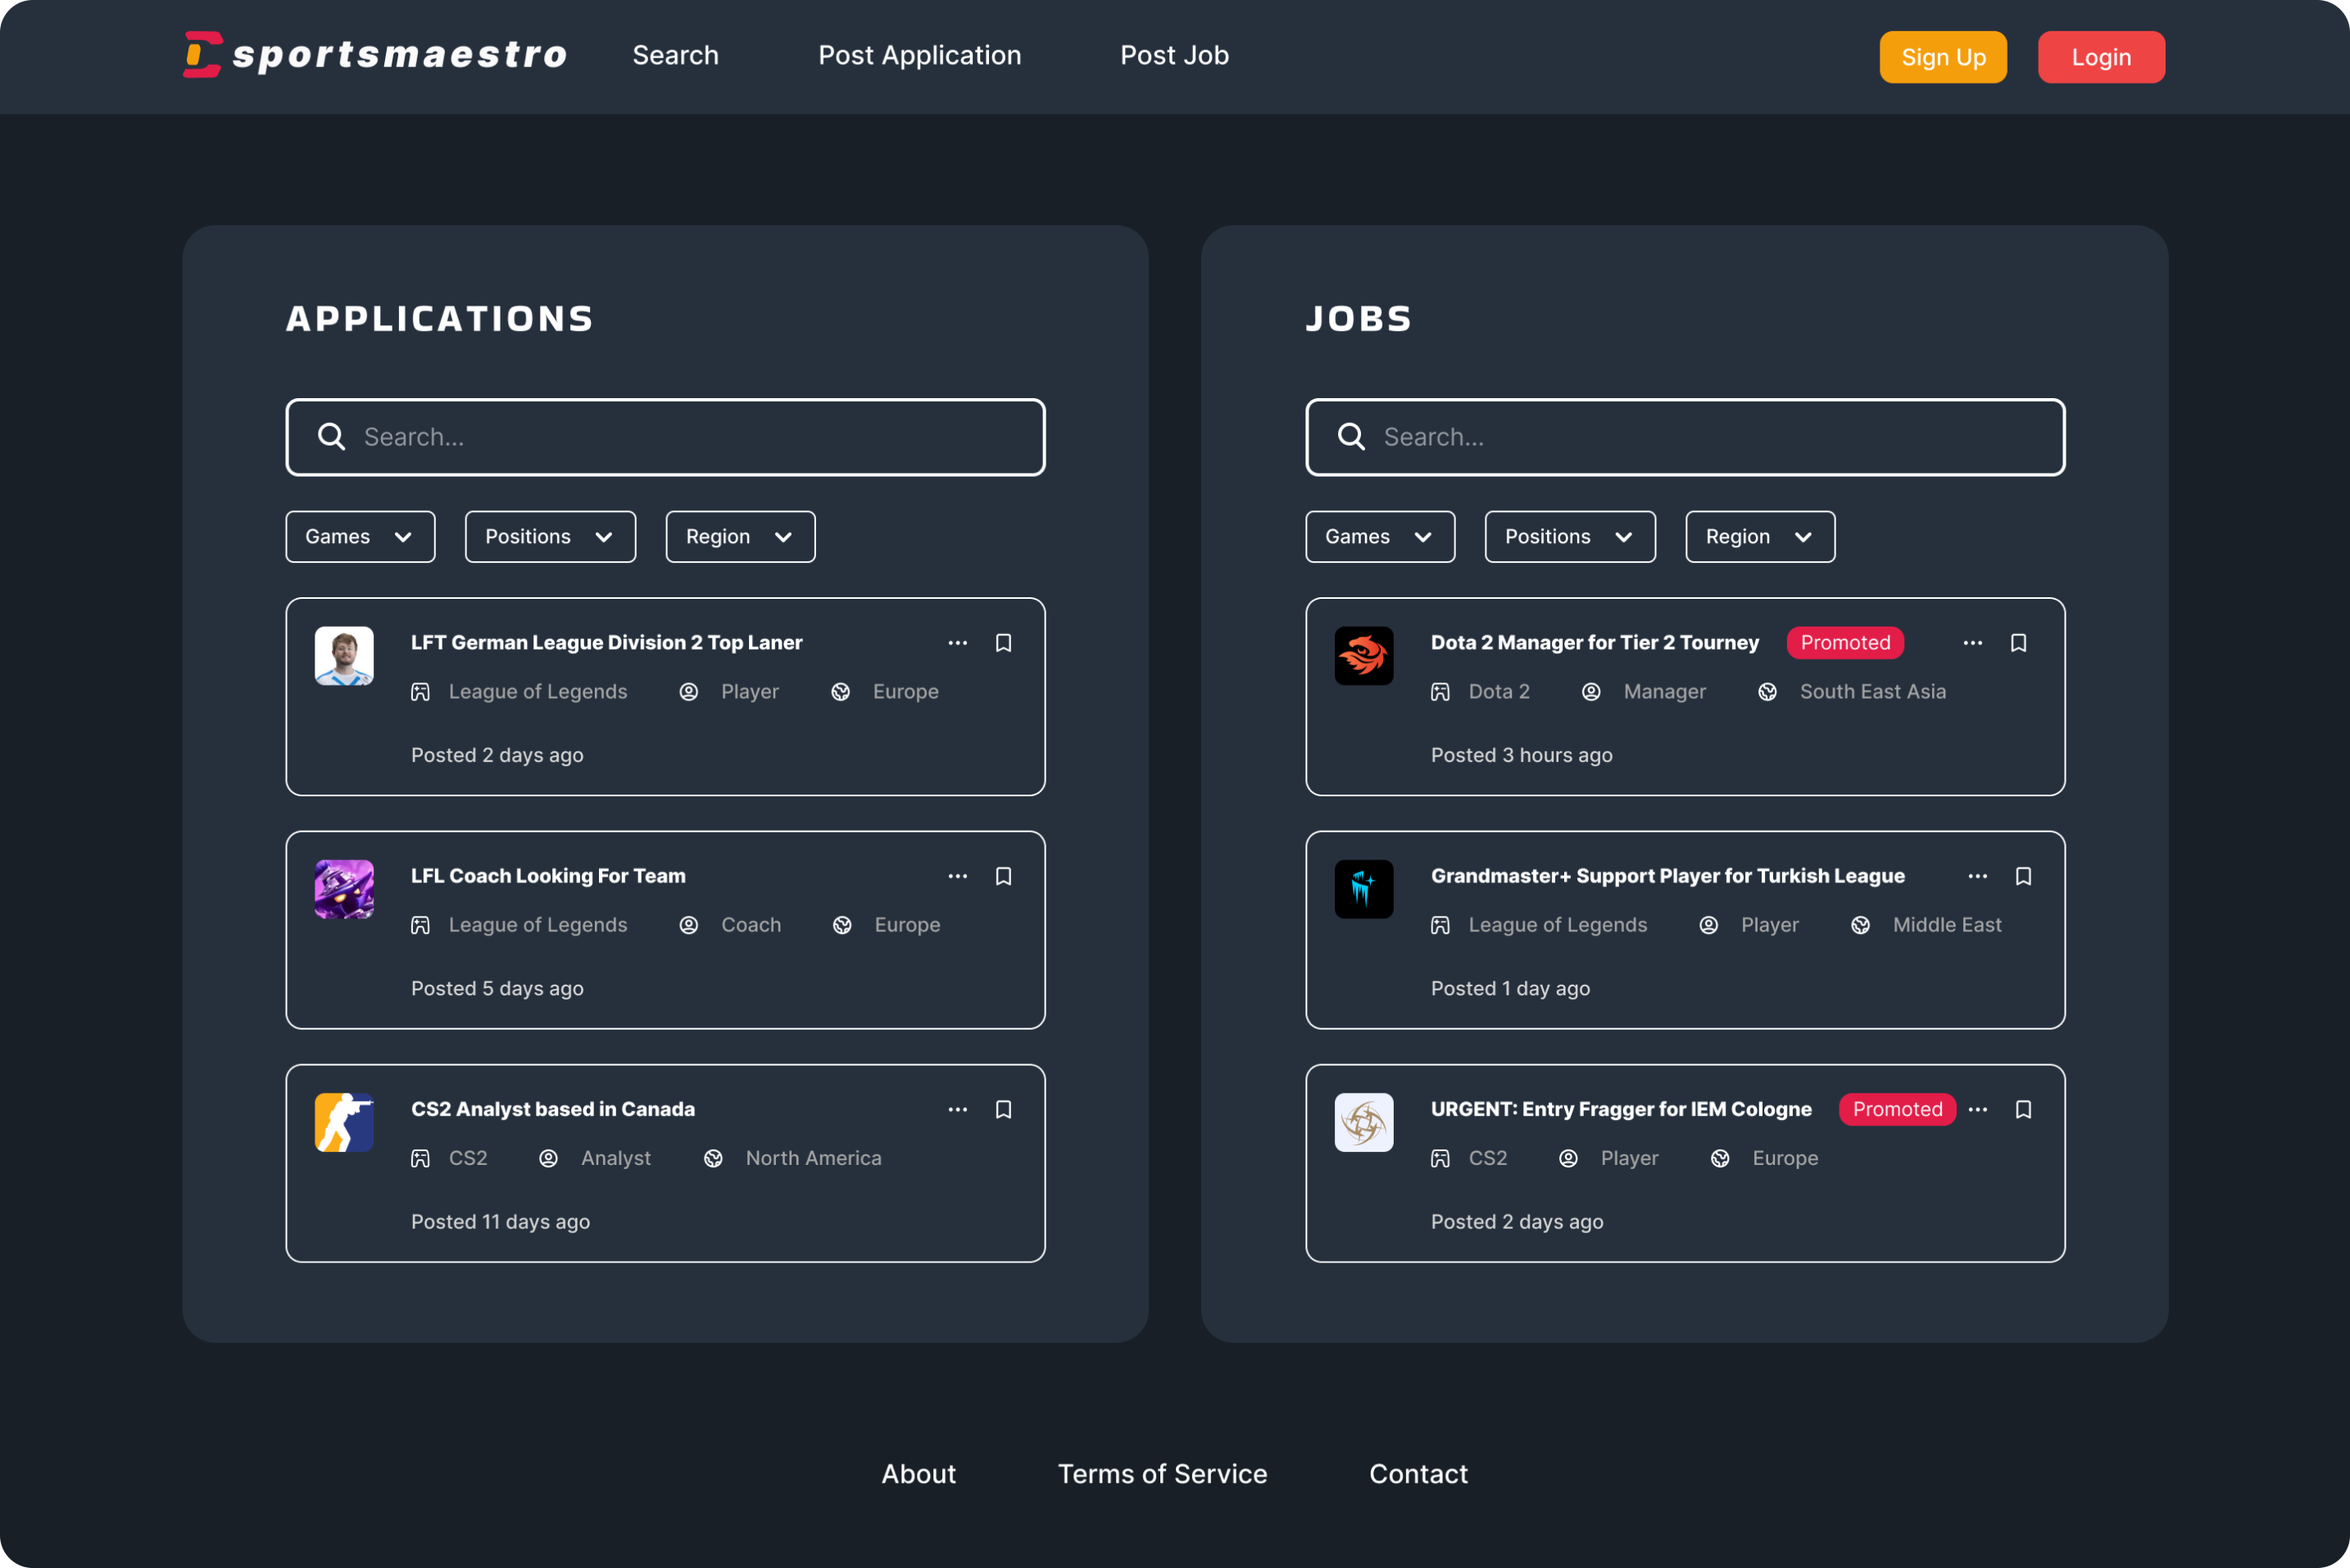 sportsmaestro
Search
Post Application
Post Job
Sign Up
Login
APPLICATIONS
Search...
Games
Positions
Region
LFT German League Division 2 Top Laner
League of Legends
Player
Europe
Posted 2 days ago
LFL Coach Looking For Team
League of Legends
Coach
Europe
Posted 5 days ago
CS2 Analyst based in Canada
CS2
Analyst
North America
Posted 11 days ago
JOBS
Search...
Games
Positions
Region
Dota 2 Manager for Tier 2 Tourney
Promoted
Dota 2
Manager
South East Asia
Posted 3 hours ago
Grandmaster+ Support Player for Turkish League
League of Legends
Player
Middle East
Posted 1 day ago
URGENT: Entry Fragger for IEM Cologne
Promoted
CS2
Player
Europe
Posted 2 days ago
About
Terms of Service
Contact